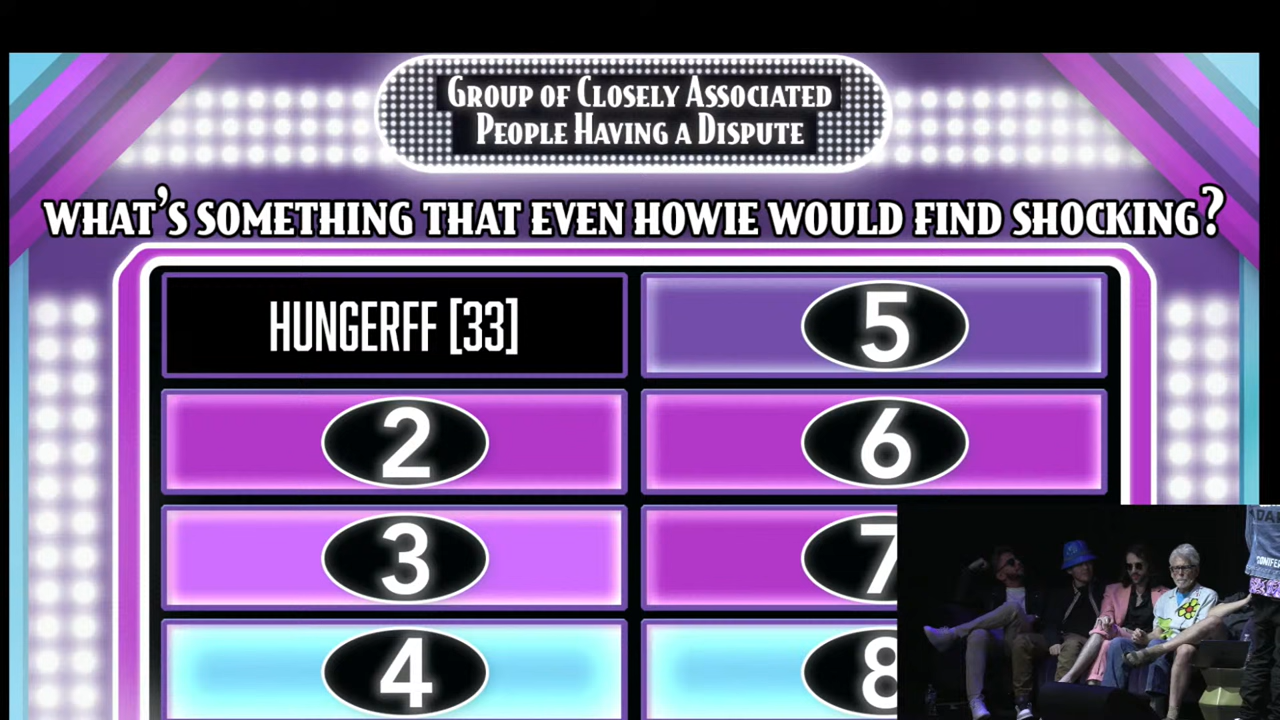 GROUP OF CLOSELY ASSOCIATED
PEOPLE HAVING A DISPUTE
WHAT'S SOMETHING THAT EVEN HOWIE WOULD FIND SHOCKING?
HUNGERFF [33]
5
2
6
3
7
4
8